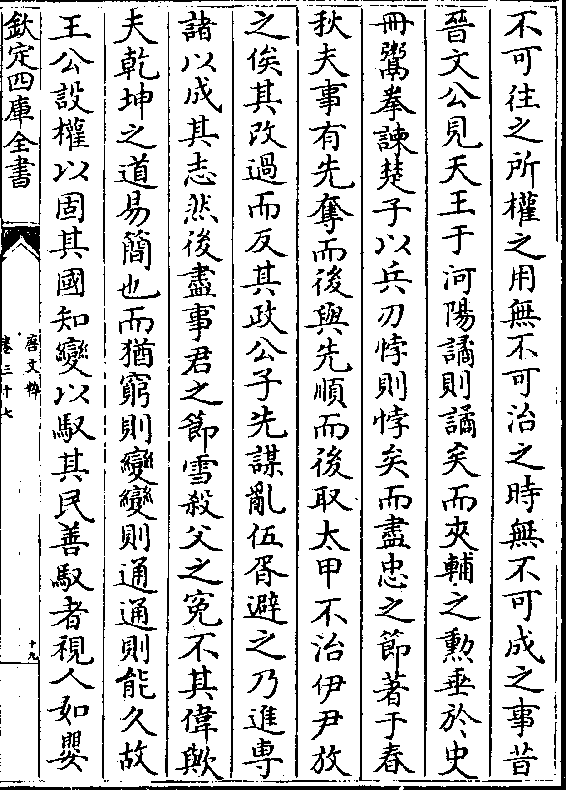 不可往之所權之用無不可治之時無不可成之事昔
晉文公見天王于河陽譎則譎矣而夾輔之勲垂於史
冊鬻拳諫楚子以兵刃悖則悖矣而盡忠之節著于春
秋夫事有先奪而後與先順而後取太甲不治伊尹放
之俟其改過而反其政公子先謀亂伍胥避之乃進專
諸以成其志然後盡事君之節雪殺父之寃不其偉歟
夫乾坤之道易簡也而猶窮則變變則通通則能久故
王公設權以固其國知變以馭其民善馭者視人如嬰
欽定四庫全書
唐文粹
卷三十七
十九